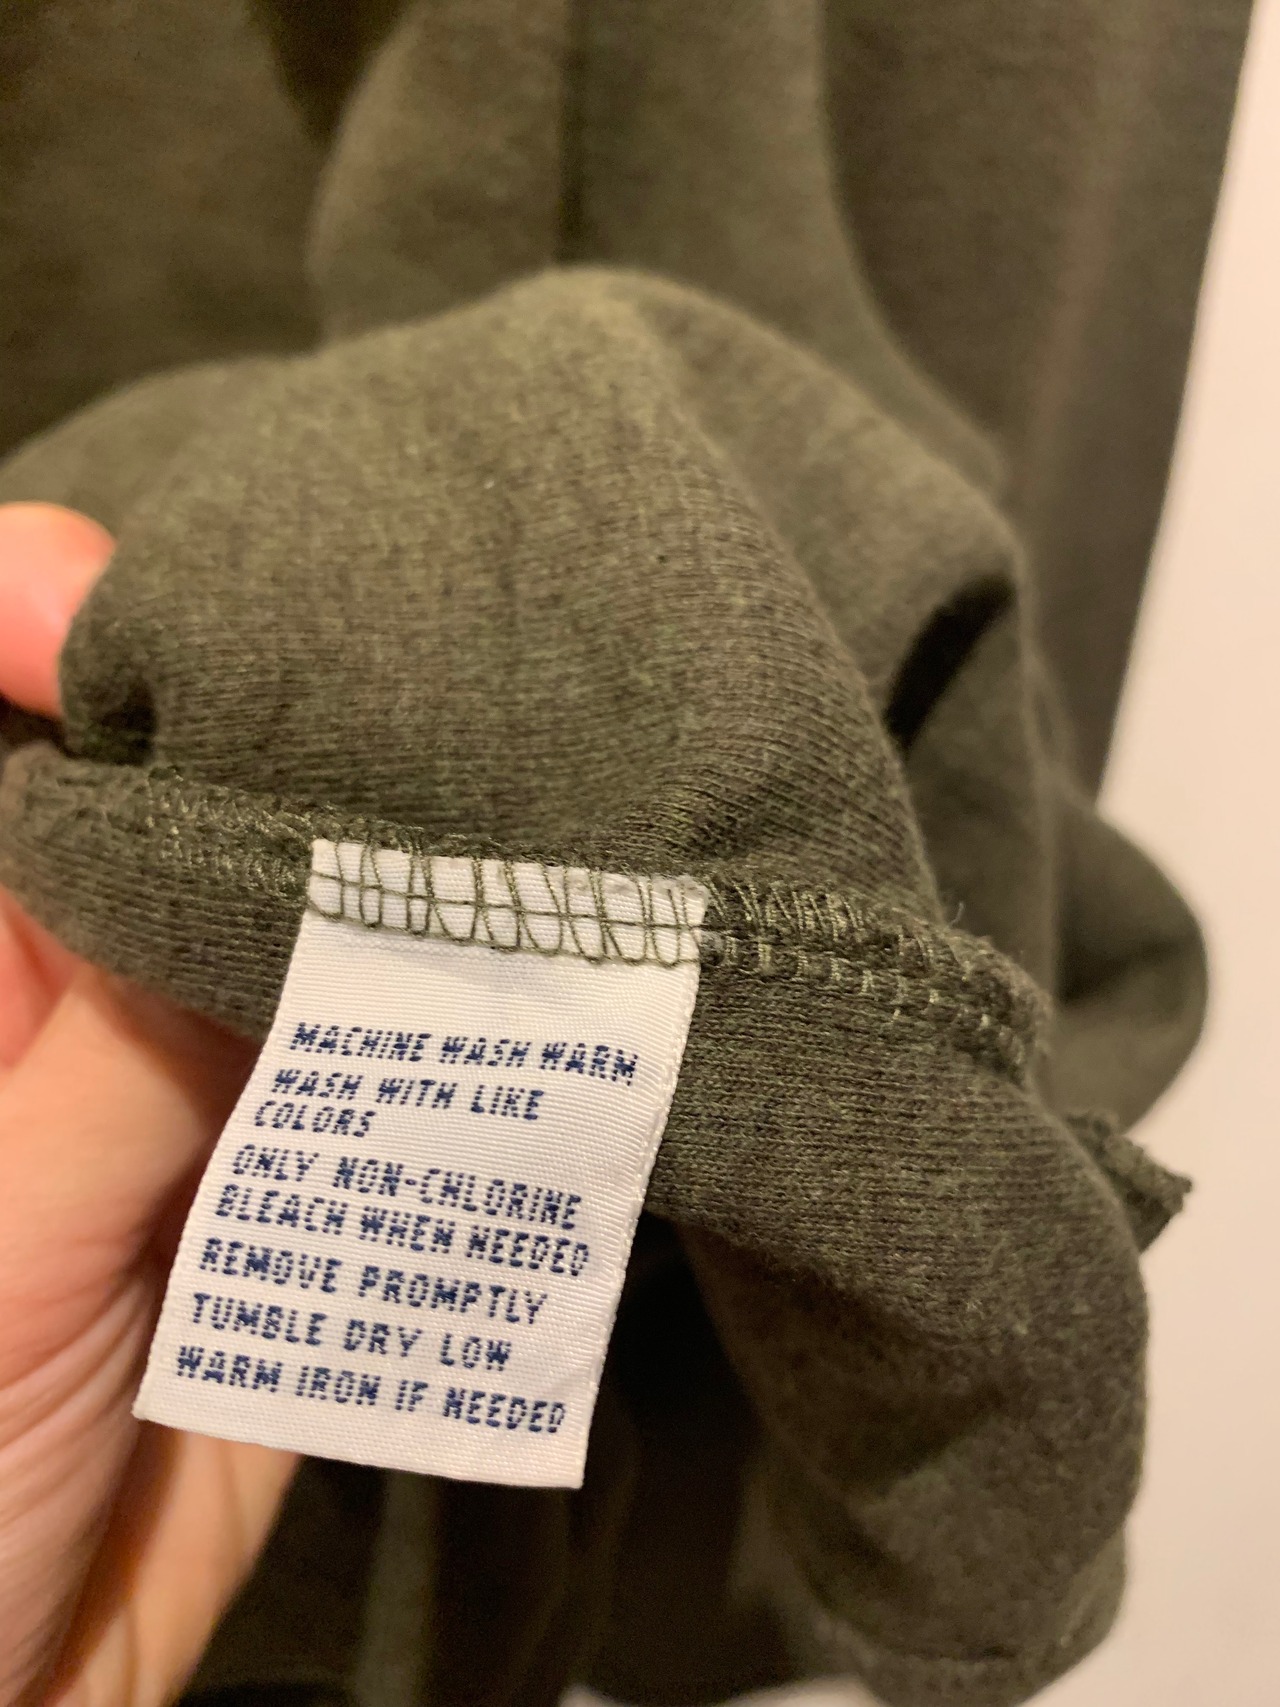 MACHINE WASH WARM
WASH WITH LIKE
COLORS
ONLY NON-CHLORINE
BLEACH WHEN NEEDED
REMOVE PROMPTLY
TUMBLE DRY LOW
WARM IRON IF NEEDED